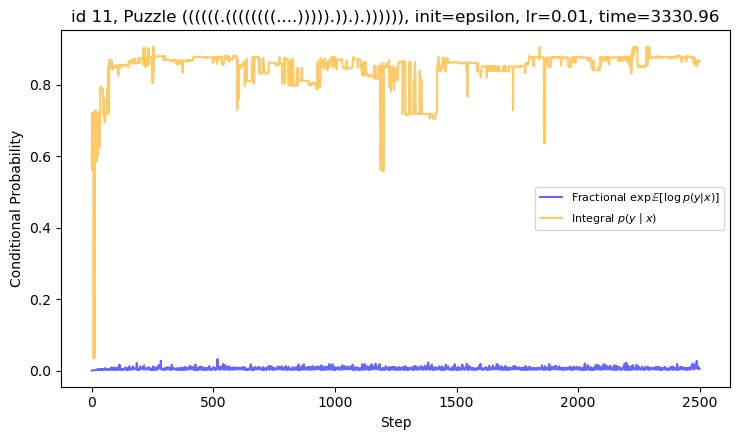 id 11, Puzzle ((((((.((((((((....))))).)).).)))))), init=epsilon, lr=0.01, time=3330.96
Conditional Probability
0.8
0.6
0.4
0.2
0.0
Fractional exp𝔼[log p(y|x)]
Integral p(y | x)
0
500
1000
1500
2000
2500
Step